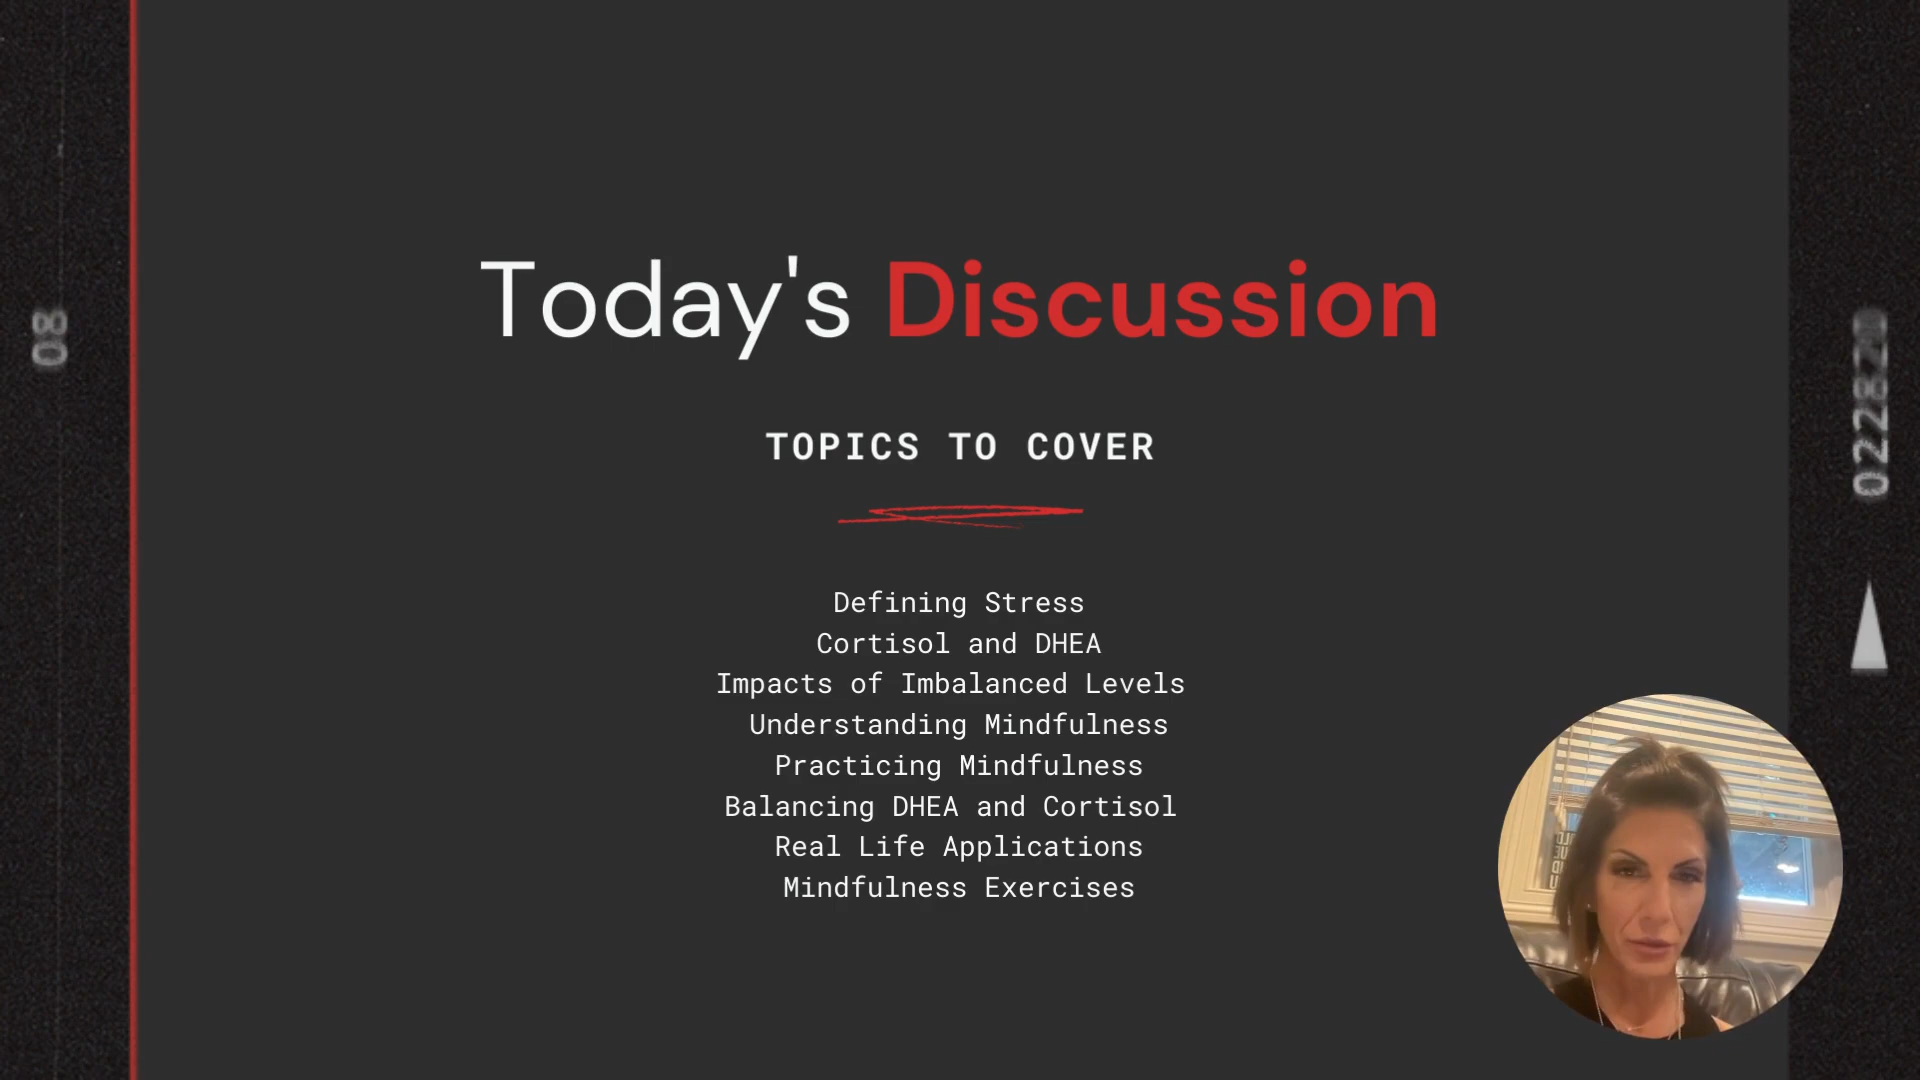 Today's Discussion
TOPICS TO COVER
Defining Stress
Cortisol and DHEA
Impacts of Imbalanced Levels
Understanding Mindfulness
Practicing Mindfulness
Balancing DHEA and Cortisol
Real Life Applications
Mindfulness Exercises
08